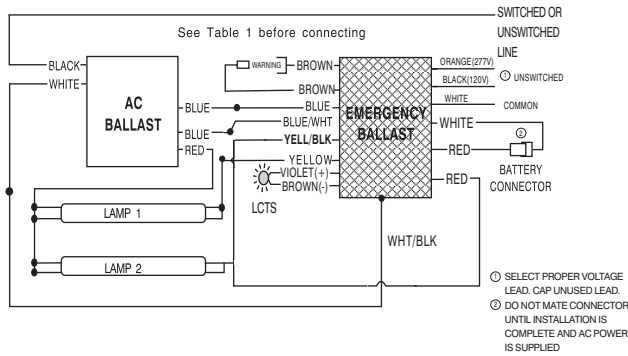 See Table 1 before connecting
SWITCHED OR
UNSWITCHED
LINE
BLACK
WHITE
AC
BALLAST
BLUE
BLUE
RED
WARNING
BROWN
BROWN
BLUE
BLUE/WHT
YELL/BLK
YELLOW
VIOLET(+)
BROWN(-)
LCTS
EMERGENCY
BALLAST
ORANGE(277V)
BLACK(120V)
1 UNSWITCHED
WHITE
COMMON
WHITE
2
RED
BATTERY
CONNECTOR
RED
LAMP 1
LAMP 2
WHT/BLK
1 SELECT PROPER VOLTAGE
LEAD. CAP UNUSED LEAD.
2 DO NOT MATE CONNECTOR
UNTIL INSTALLATION IS
COMPLETE AND AC POWER
IS SUPPLIED